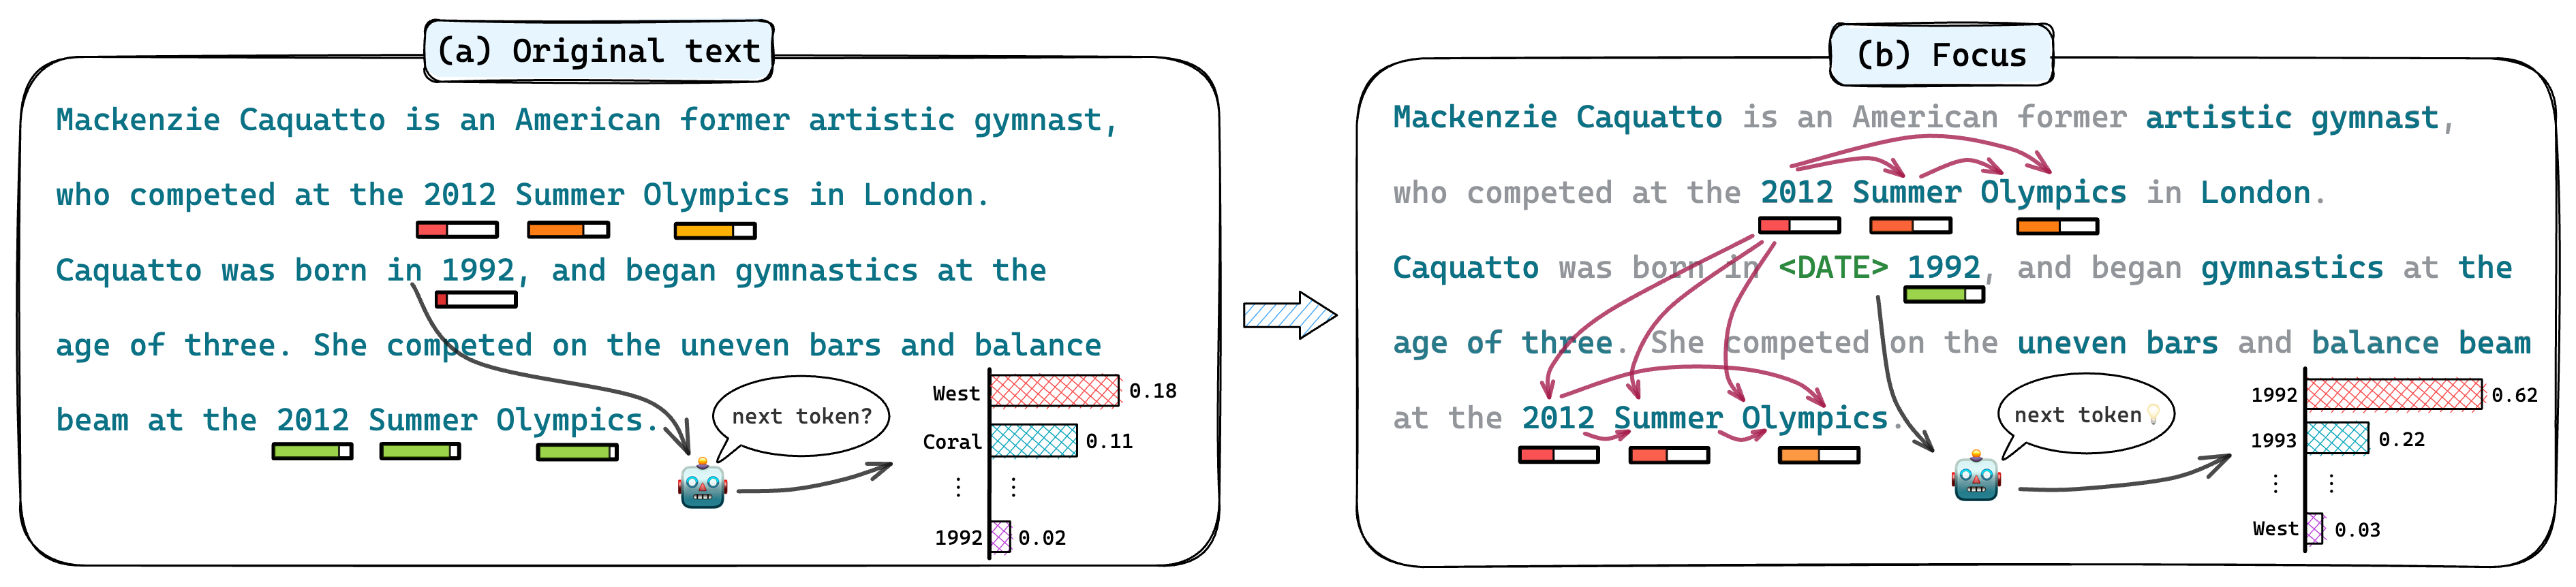 (a) Original text
Mackenzie Caquatto is an American former artistic gymnast,
who competed at the 2012 Summer Olympics in London.
Caquatto was born in 1992, and began gymnastics at the
age of three. She competed on the uneven bars and balance
beam at the 2012 Summer Olympics.
next token?
West 0.18
Coral 0.11
⋮ ⋮
1992 0.02
(b) Focus
Mackenzie Caquatto is an American former artistic gymnast,
who competed at the 2012 Summer Olympics in London.
Caquatto was born in <DATE> 1992, and began gymnastics at the
age of three. She competed on the uneven bars and balance beam
at the 2012 Summer Olympics.
next token💡
1992 0.62
1993 0.22
⋮ ⋮
West 0.03